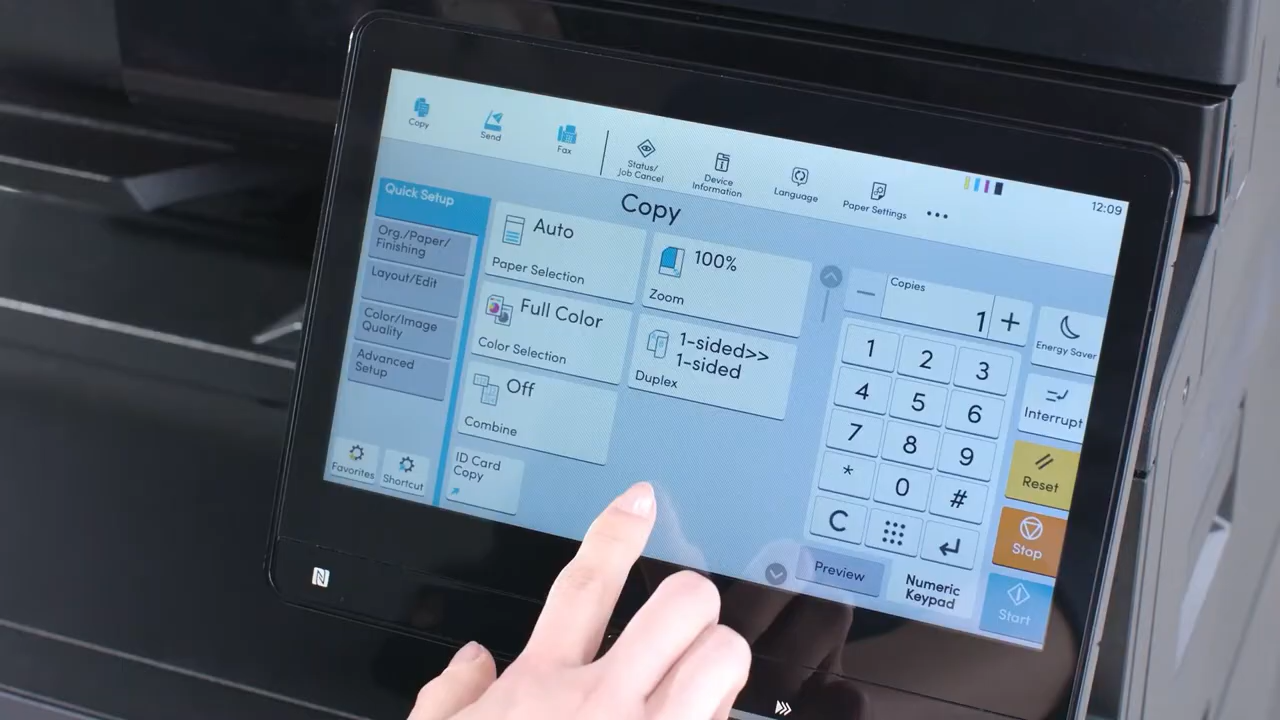 Copy
Send
Fax
Status/
Job Cancel
Device
Information
Language
Paper Settings
•••
12:09
Quick Setup
Org./Paper/
Finishing
Layout/Edit
Color/Image
Quality
Advanced
Setup
Favorites
Shortcut
Copy
Auto
Paper Selection
100%
Zoom
Full Color
Color Selection
1-sided>>
1-sided
Duplex
Off
Combine
ID Card
Copy
Copies
− 1 +
1 2 3
4 5 6
7 8 9
* 0 #
C
Preview
Numeric
Keypad
Energy Saver
Interrupt
Reset
Stop
Start
N